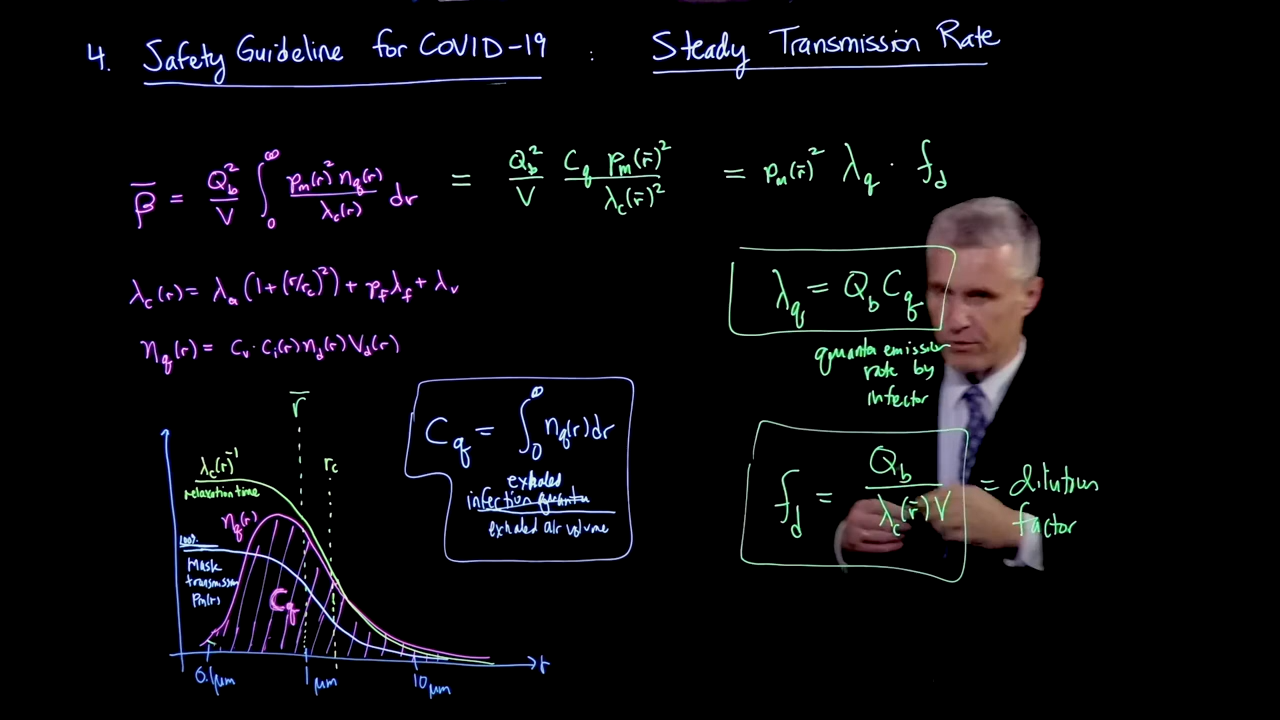 4. Safety Guideline for COVID-19 : Steady Transmission Rate
β̅ = Q_b²/V ∫₀^∞ p_m(r)² n_q(r)/λ_c(r) dr = Q_b²/V C_q p_m(r̅)²/λ_c(r̅)² = p_m(r̅)² λ_q · f_d
λ_c(r) = λ_a (1+(r/r_c)²) + p_f λ_f + λ_v
n_q(r) = C_v · C_i(r) n_d(r) V_d(r)
λ_q = Q_b C_q
quanta emission
rate by
infector
C_q = ∫₀^∞ n_q(r) dr
exhaled
infection quanta
exhaled air volume
f_d = Q_b/λ_c(r̅)V = dilution
factor
r̅
r_c
λ_c(r)⁻¹
relaxation time
n_q(r)
100%
Mask
transmission
p_m(r)
C_q
r
0.1μm
1 μm
10μm